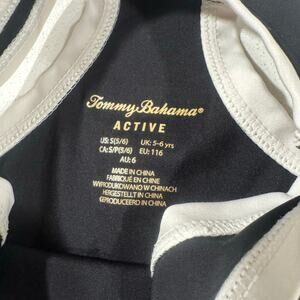 Tommy Bahama®
ACTIVE
US: S(5/6) UK: 5-6 yrs
CA: S/P(5/6) EU: 116
AU: 6
MADE IN CHINA
FABRIQUÉ EN CHINE
WYPRODUKOWANO W CHINACH
HERGESTELLT IN CHINA
GEPRODUCEERD IN CHINA